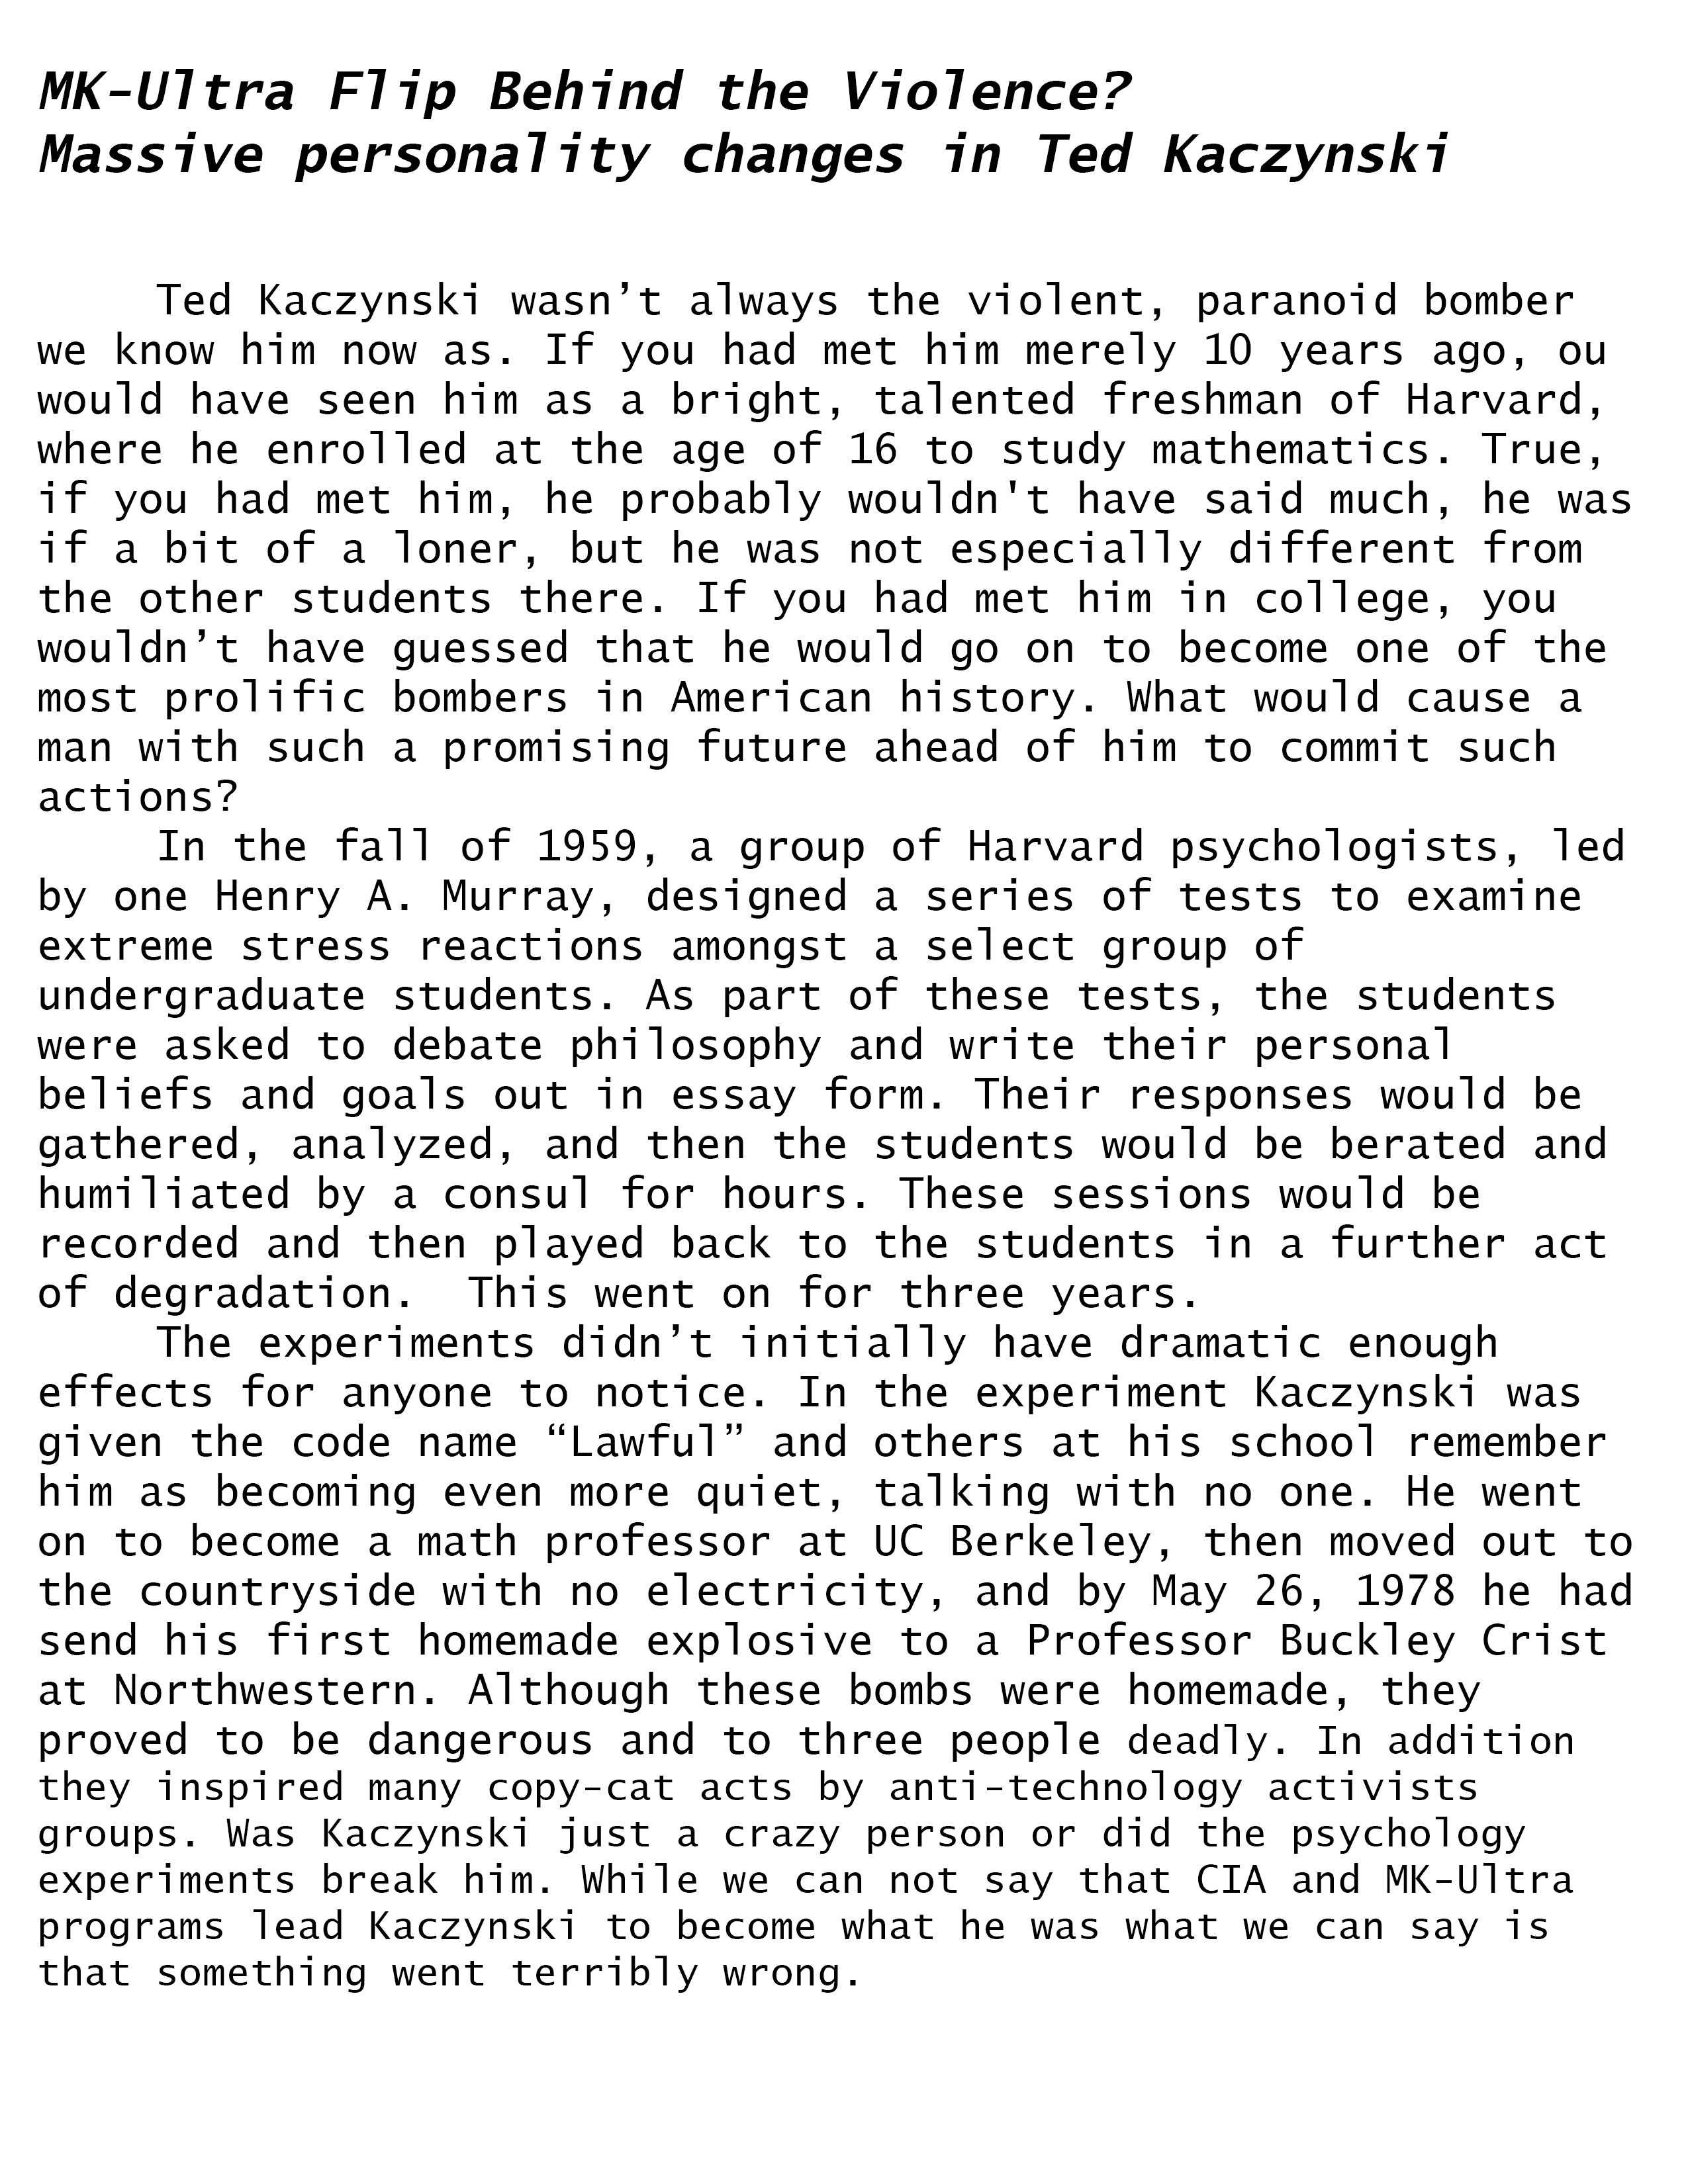 MK-Ultra Flip Behind the Violence?
Massive personality changes in Ted Kaczynski
Ted Kaczynski wasn’t always the violent, paranoid bomber
we know him now as. If you had met him merely 10 years ago, ou
would have seen him as a bright, talented freshman of Harvard,
where he enrolled at the age of 16 to study mathematics. True,
if you had met him, he probably wouldn't have said much, he was
if a bit of a loner, but he was not especially different from
the other students there. If you had met him in college, you
wouldn’t have guessed that he would go on to become one of the
most prolific bombers in American history. What would cause a
man with such a promising future ahead of him to commit such
actions?
In the fall of 1959, a group of Harvard psychologists, led
by one Henry A. Murray, designed a series of tests to examine
extreme stress reactions amongst a select group of
undergraduate students. As part of these tests, the students
were asked to debate philosophy and write their personal
beliefs and goals out in essay form. Their responses would be
gathered, analyzed, and then the students would be berated and
humiliated by a consul for hours. These sessions would be
recorded and then played back to the students in a further act
of degradation.  This went on for three years.
The experiments didn’t initially have dramatic enough
effects for anyone to notice. In the experiment Kaczynski was
given the code name “Lawful” and others at his school remember
him as becoming even more quiet, talking with no one. He went
on to become a math professor at UC Berkeley, then moved out to
the countryside with no electricity, and by May 26, 1978 he had
send his first homemade explosive to a Professor Buckley Crist
at Northwestern. Although these bombs were homemade, they
proved to be dangerous and to three people deadly. In addition
they inspired many copy-cat acts by anti-technology activists
groups. Was Kaczynski just a crazy person or did the psychology
experiments break him. While we can not say that CIA and MK-Ultra
programs lead Kaczynski to become what he was what we can say is
that something went terribly wrong.